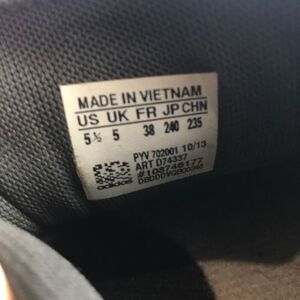 MADE IN VIETNAM
US UK FR JP CHN
5½ 5 38 240 235
PYV 702001 10/13
ART D74337
#108746177
adidas